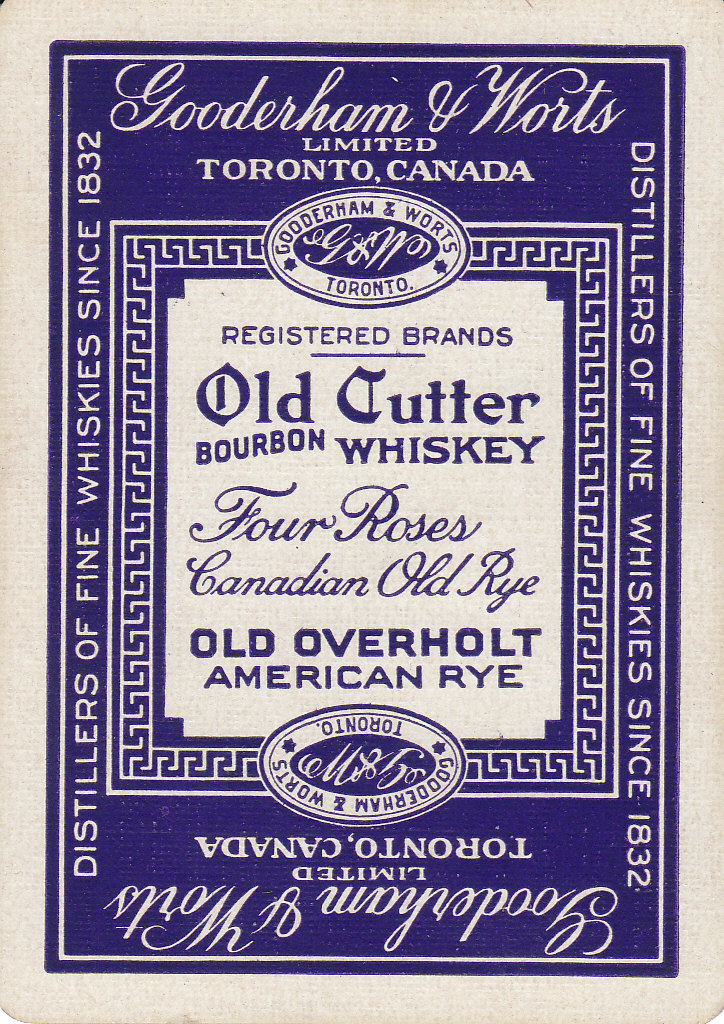 Gooderham & Worts
LIMITED
TORONTO, CANADA
DISTILLERS OF FINE WHISKIES SINCE 1832
DISTILLERS OF FINE WHISKIES SINCE 1832
GOODERHAM & WORTS
G&W
TORONTO.
REGISTERED BRANDS
Old Cutter
BOURBON WHISKEY
Four Roses
Canadian Old Rye
OLD OVERHOLT
AMERICAN RYE
GOODERHAM & WORTS
G&W
TORONTO.
Gooderham & Worts
LIMITED
TORONTO, CANADA